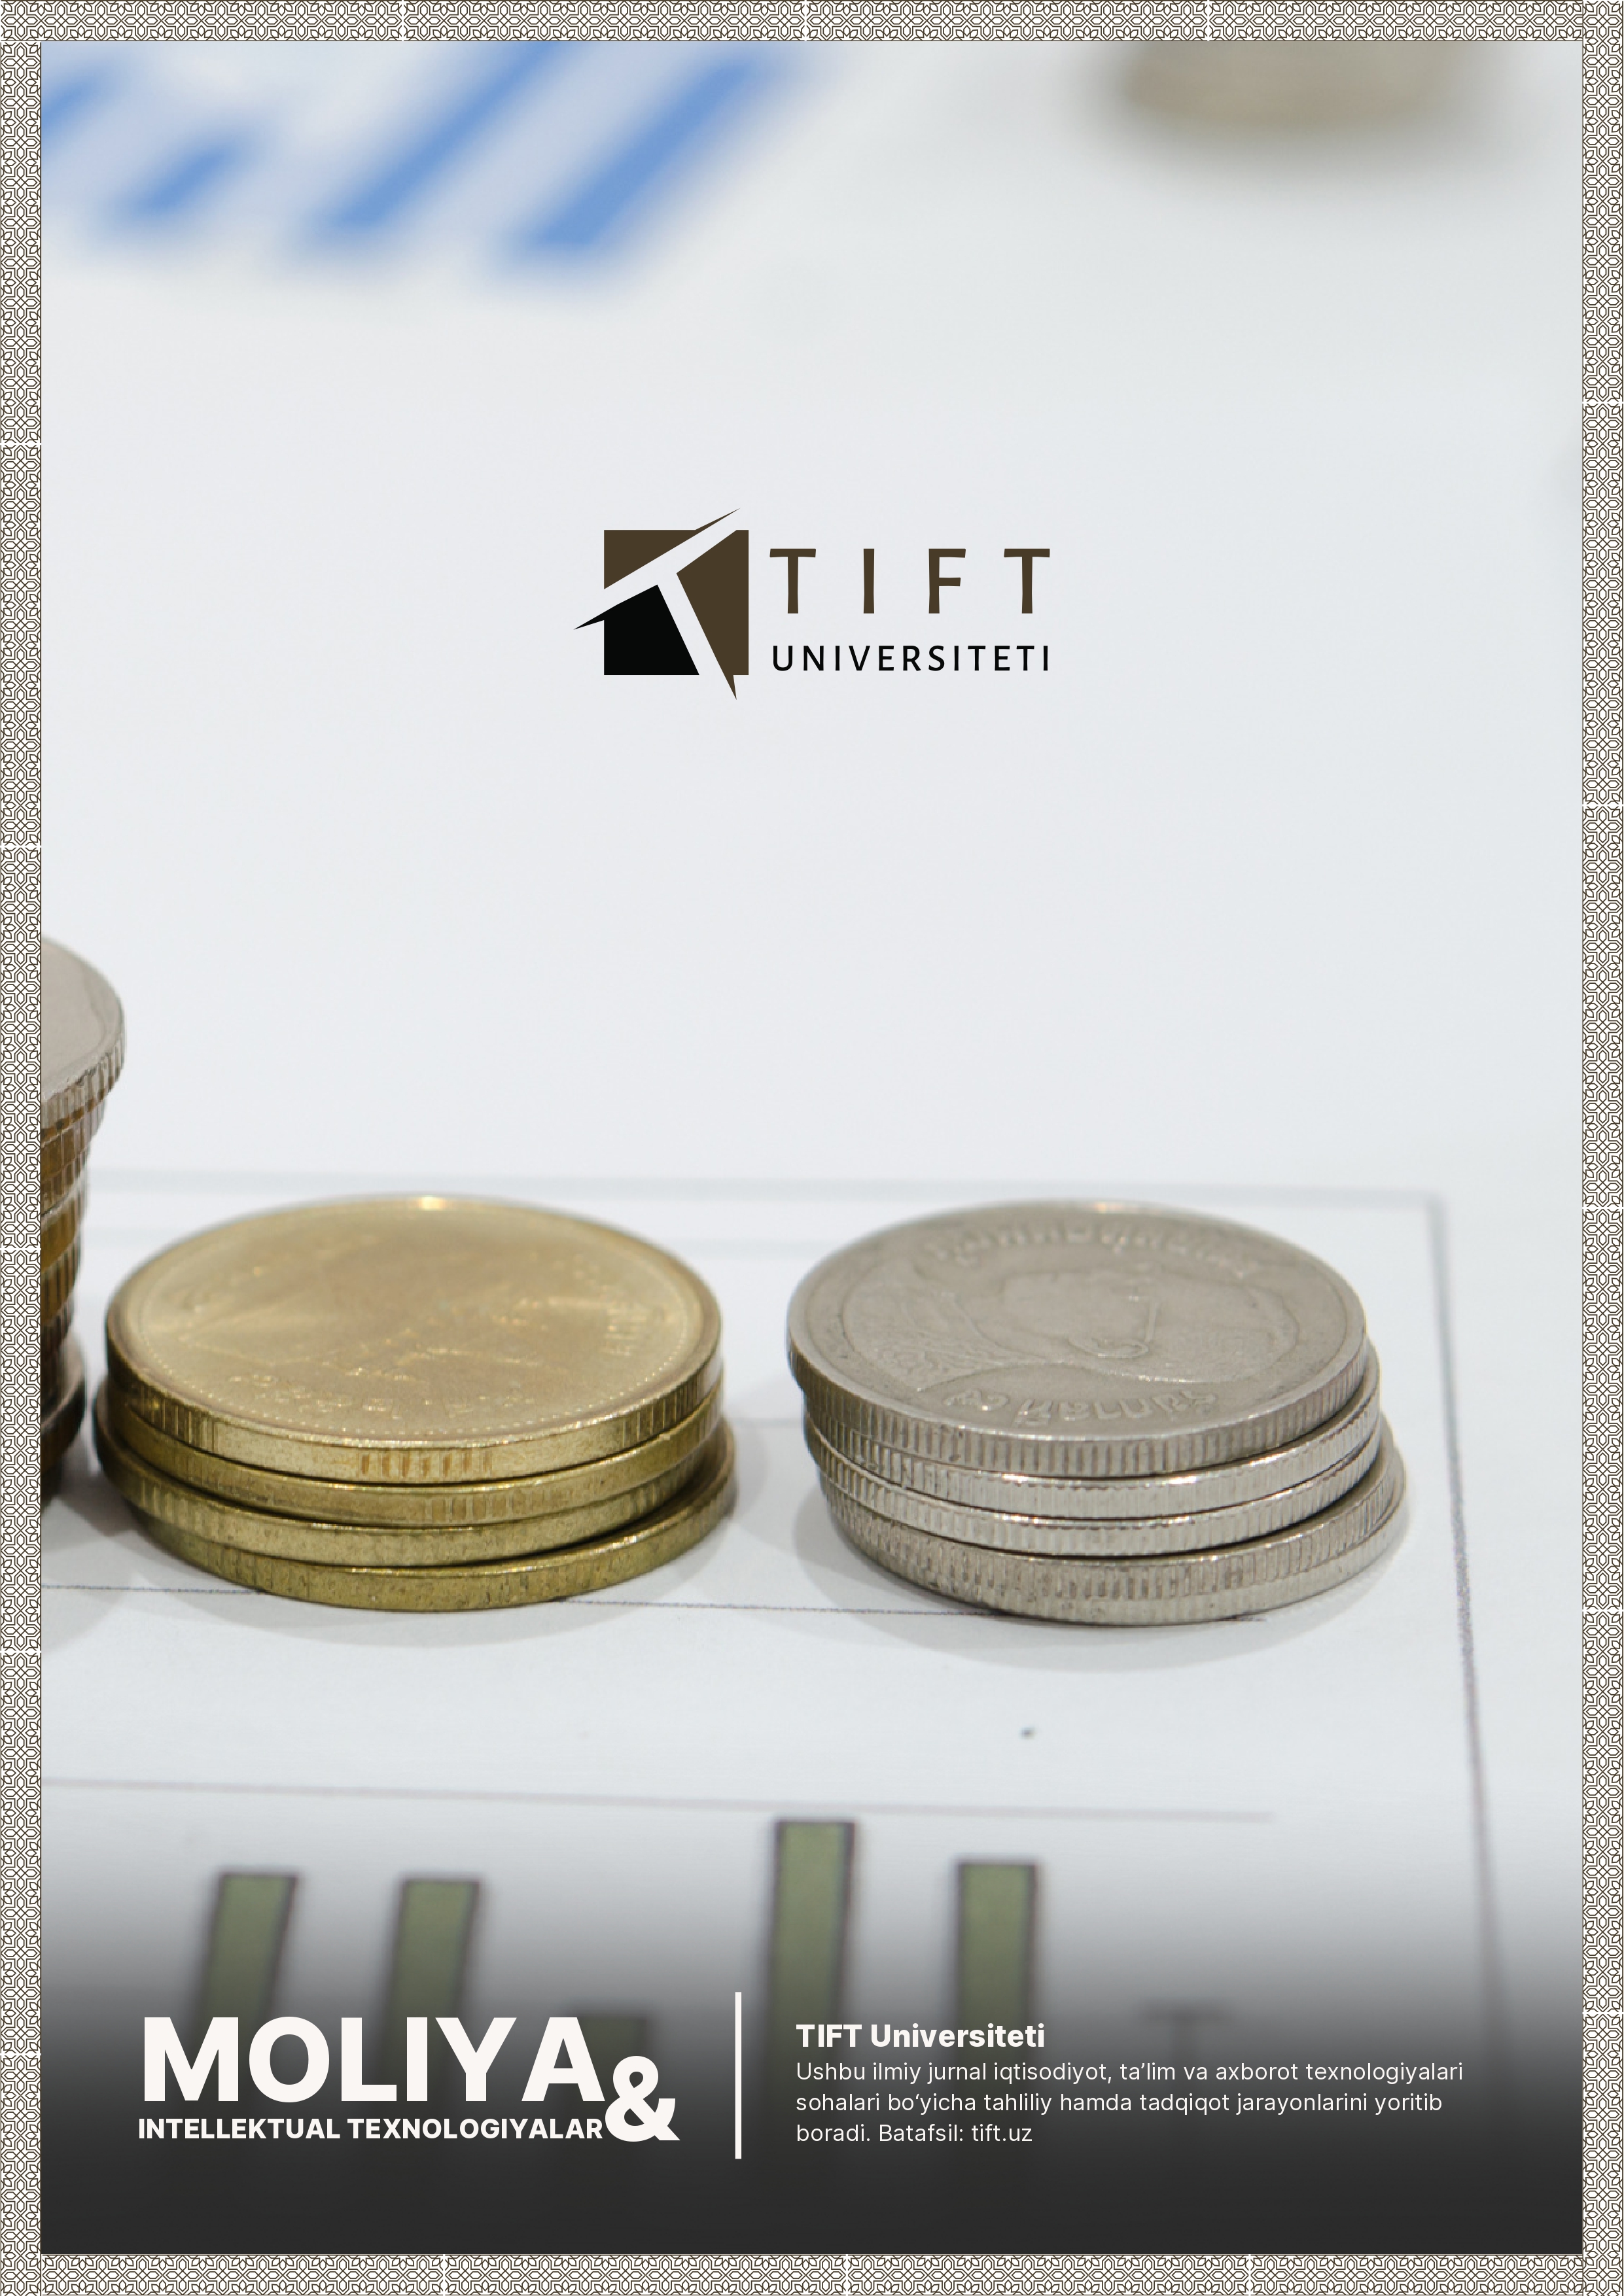 TIFT
UNIVERSITETI
MOLIYA &
INTELLEKTUAL TEXNOLOGIYALAR
TIFT Universiteti
Ushbu ilmiy jurnal iqtisodiyot, ta’lim va axborot texnologiyalari
sohalari bo‘yicha tahliliy hamda tadqiqot jarayonlarini yoritib
boradi. Batafsil: tift.uz